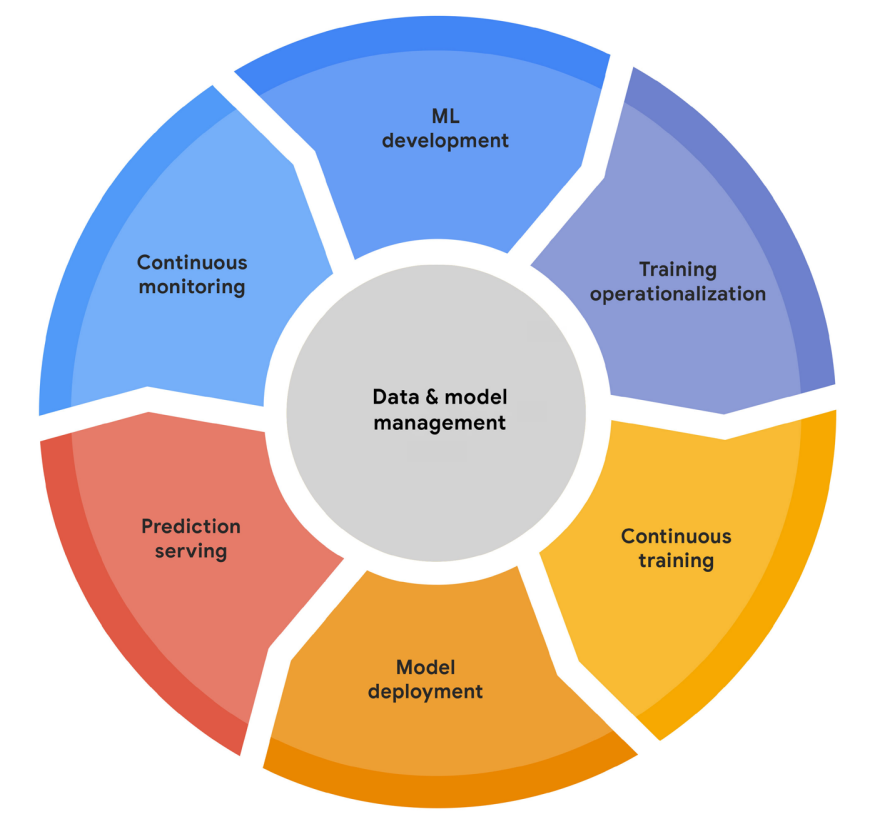 ML
development
Training
operationalization
Continuous
training
Model
deployment
Prediction
serving
Continuous
monitoring
Data & model
management